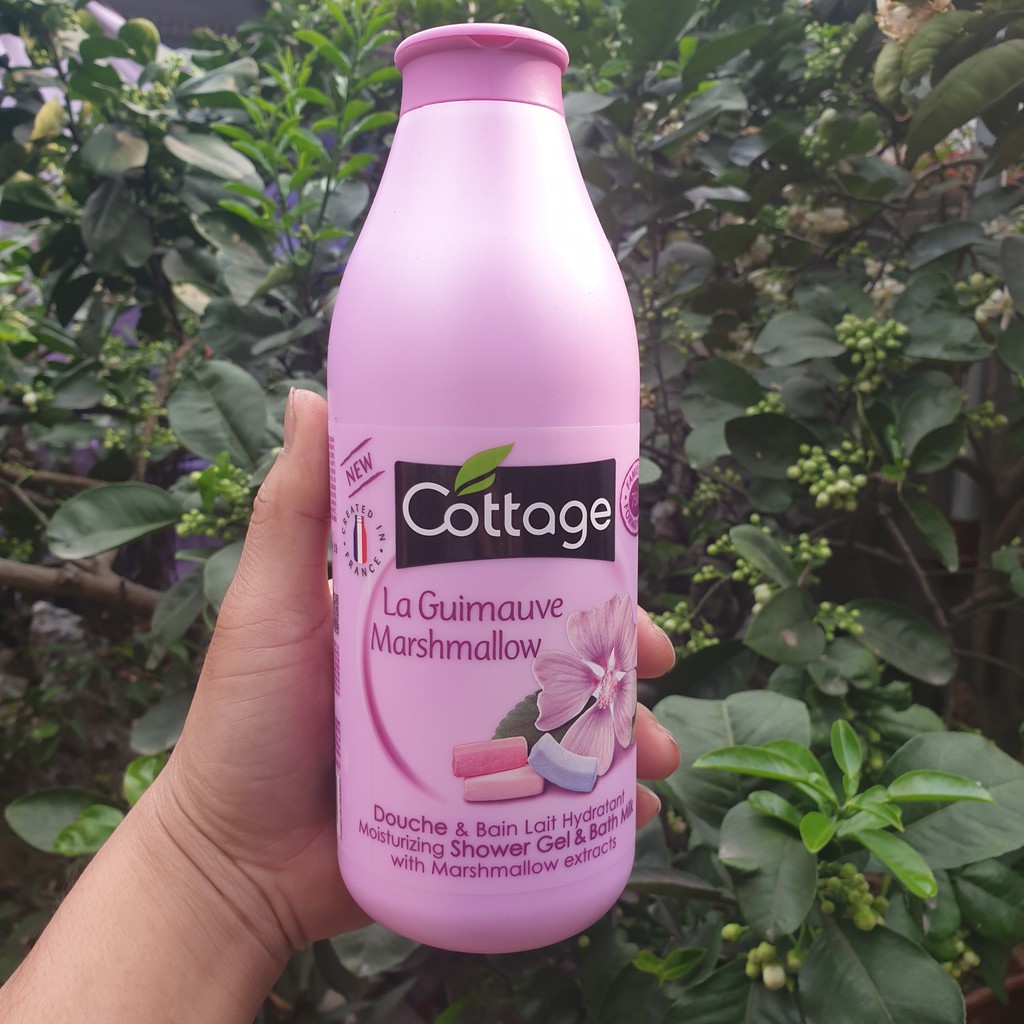 NEW
CREATED IN FRANCE
Cottage
La Guimauve
Marshmallow
Douche & Bain Lait Hydratant
Moisturizing Shower Gel & Bath Milk
with Marshmallow extracts